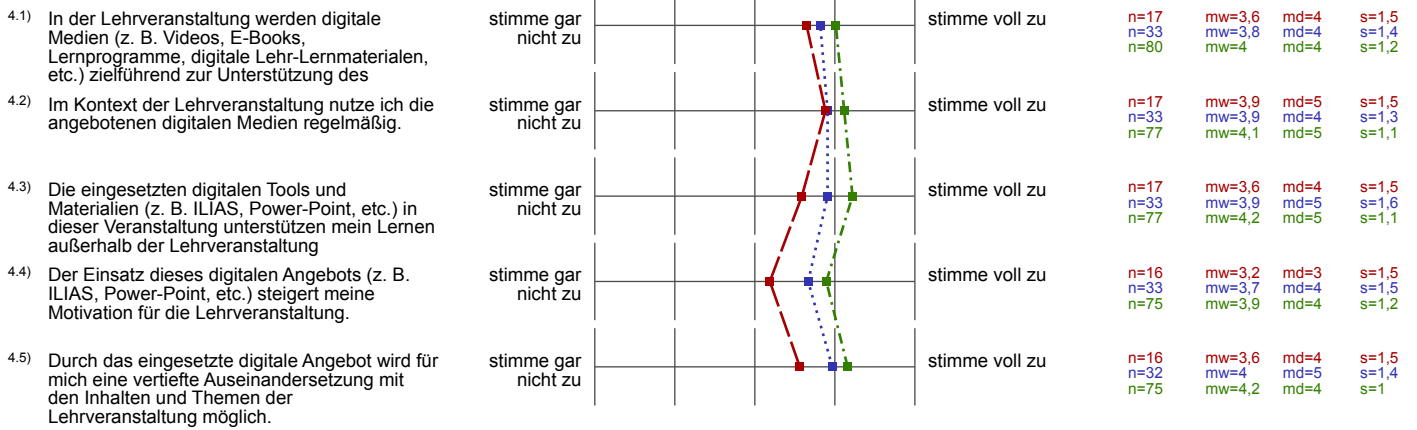 4.1) In der Lehrveranstaltung werden digitale
Medien (z. B. Videos, E-Books,
Lernprogramme, digitale Lehr-Lernmaterialen,
etc.) zielführend zur Unterstützung des
stimme gar
nicht zu
stimme voll zu
n=17 mw=3,6 md=4 s=1,5
n=33 mw=3,8 md=4 s=1,4
n=80 mw=4 md=4 s=1,2
4.2) Im Kontext der Lehrveranstaltung nutze ich die
angebotenen digitalen Medien regelmäßig.
stimme gar
nicht zu
stimme voll zu
n=17 mw=3,9 md=5 s=1,5
n=33 mw=3,9 md=4 s=1,3
n=77 mw=4,1 md=5 s=1,1
4.3) Die eingesetzten digitalen Tools und
Materialien (z. B. ILIAS, Power-Point, etc.) in
dieser Veranstaltung unterstützen mein Lernen
außerhalb der Lehrveranstaltung
stimme gar
nicht zu
stimme voll zu
n=17 mw=3,6 md=4 s=1,5
n=33 mw=3,9 md=5 s=1,6
n=77 mw=4,2 md=5 s=1,1
4.4) Der Einsatz dieses digitalen Angebots (z. B.
ILIAS, Power-Point, etc.) steigert meine
Motivation für die Lehrveranstaltung.
stimme gar
nicht zu
stimme voll zu
n=16 mw=3,2 md=3 s=1,5
n=33 mw=3,7 md=4 s=1,5
n=75 mw=3,9 md=4 s=1,2
4.5) Durch das eingesetzte digitale Angebot wird für
mich eine vertiefte Auseinandersetzung mit
den Inhalten und Themen der
Lehrveranstaltung möglich.
stimme gar
nicht zu
stimme voll zu
n=16 mw=3,6 md=4 s=1,5
n=32 mw=4 md=5 s=1,4
n=75 mw=4,2 md=4 s=1